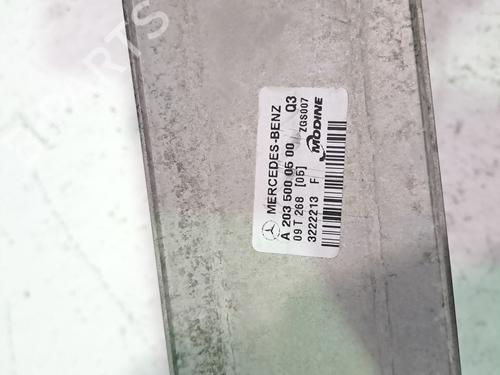 MERCEDES-BENZ Q3
A 203 500 05 00 ZGS007
09 T 268 [05] MODINE
3222213 F